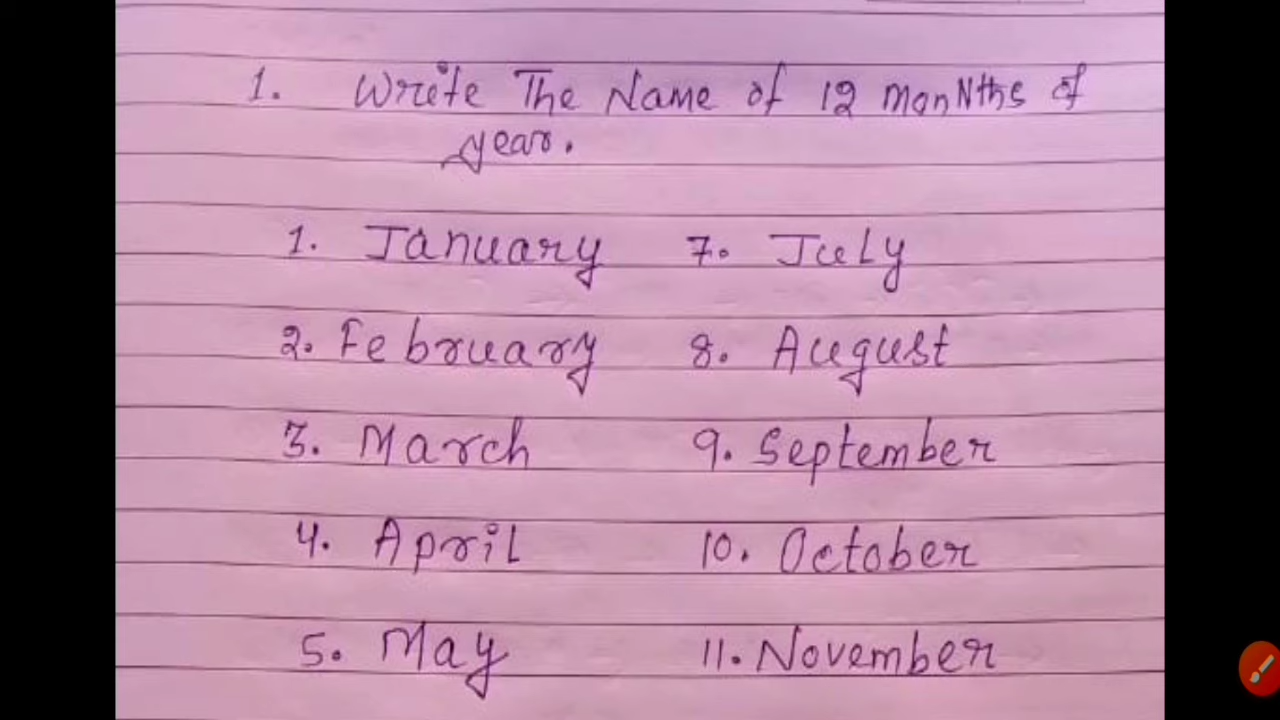 1. Write The Name of 12 monNths of
year.
1. January 7. July
2. February 8. August
3. March 9. September
4. April 10. October
5. May 11. November